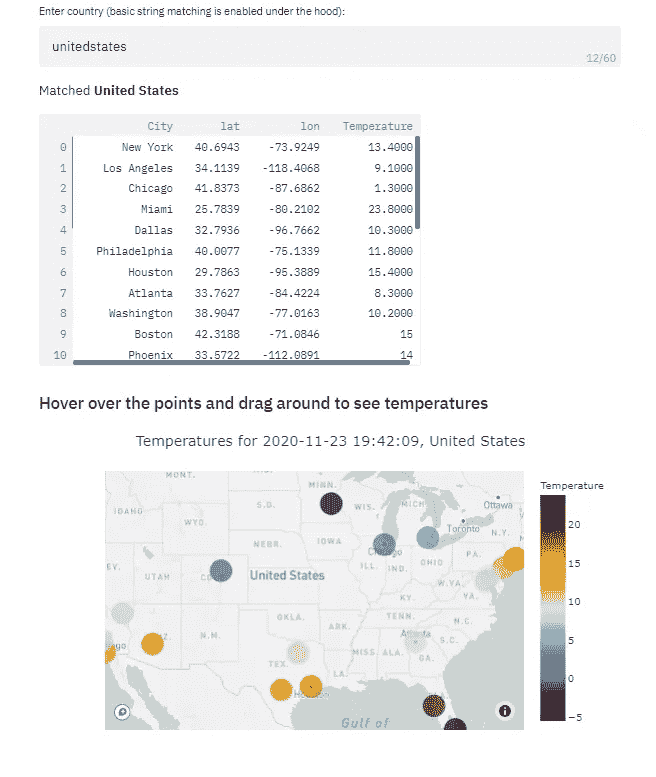 Enter country (basic string matching is enabled under the hood):
unitedstates
12/60
Matched United States
City lat lon Temperature
0 New York 40.6943 -73.9249 13.4000
1 Los Angeles 34.1139 -118.4068 9.1000
2 Chicago 41.8373 -87.6862 1.3000
3 Miami 25.7839 -80.2102 23.8000
4 Dallas 32.7936 -96.7662 10.3000
5 Philadelphia 40.0077 -75.1339 11.8000
6 Houston 29.7863 -95.3889 15.4000
7 Atlanta 33.7627 -84.4224 8.3000
8 Washington 38.9047 -77.0163 10.2000
9 Boston 42.3188 -71.0846 15
10 Phoenix 33.5722 -112.0891 14
Hover over the points and drag around to see temperatures
Temperatures for 2020-11-23 19:42:09, United States
Temperature
MONT.
MINN.
IDAHO
S.D.
WIS.
MICH
Ottawa
WYO.
Toronto
N.Y.
NEBR.
IOWA
PA.
UTAH
United States
ILL.
IND.
OHIO
W.VA.
VA.
KY.
OKLA.
TENN.
N.C.
N.M.
ARK.
S.C.
MISS.
ALA.
GA.
TEX.
LA.
Gulf of
20
15
10
5
0
-5